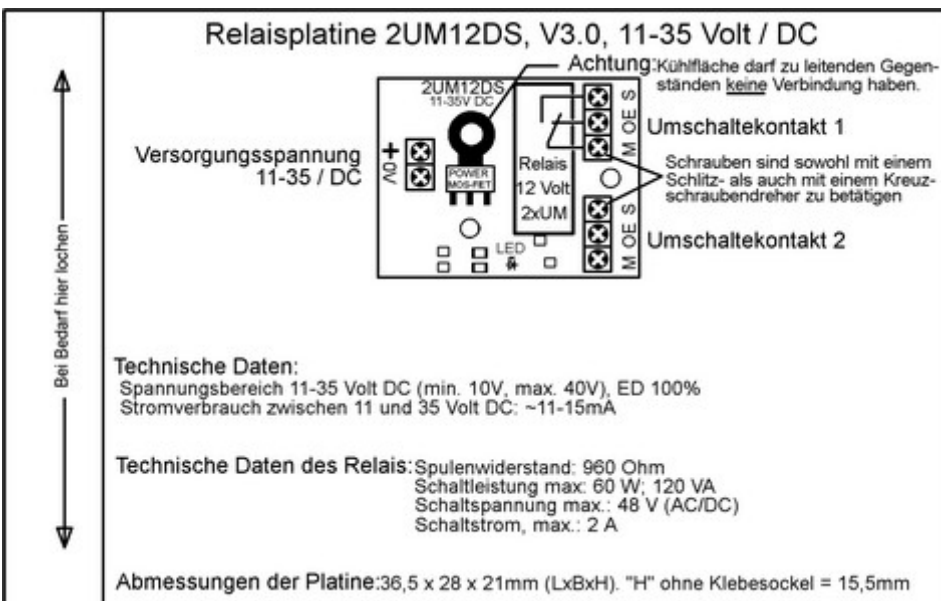 Relaisplatine 2UM12DS, V3.0, 11-35 Volt / DC
Achtung:Kühlfläche darf zu leitenden Gegen-
ständen keine Verbindung haben.
2UM12DS
11-35V DC
Versorgungsspannung
11-35 / DC
+
0V
POWER
MOS-FET
Relais
12 Volt
2xUM
LED
M OE S
Umschaltekontakt 1
Schrauben sind sowohl mit einem
Schlitz- als auch mit einem Kreuz-
schraubendreher zu betätigen
M OE S
Umschaltekontakt 2
Bei Bedarf hier lochen
Technische Daten:
Spannungsbereich 11-35 Volt DC (min. 10V, max. 40V), ED 100%
Stromverbrauch zwischen 11 und 35 Volt DC: ~11-15mA
Technische Daten des Relais:Spulenwiderstand: 960 Ohm
Schaltleistung max: 60 W; 120 VA
Schaltspannung max.: 48 V (AC/DC)
Schaltstrom, max.: 2 A
Abmessungen der Platine:36,5 x 28 x 21mm (LxBxH). "H" ohne Klebesockel = 15,5mm